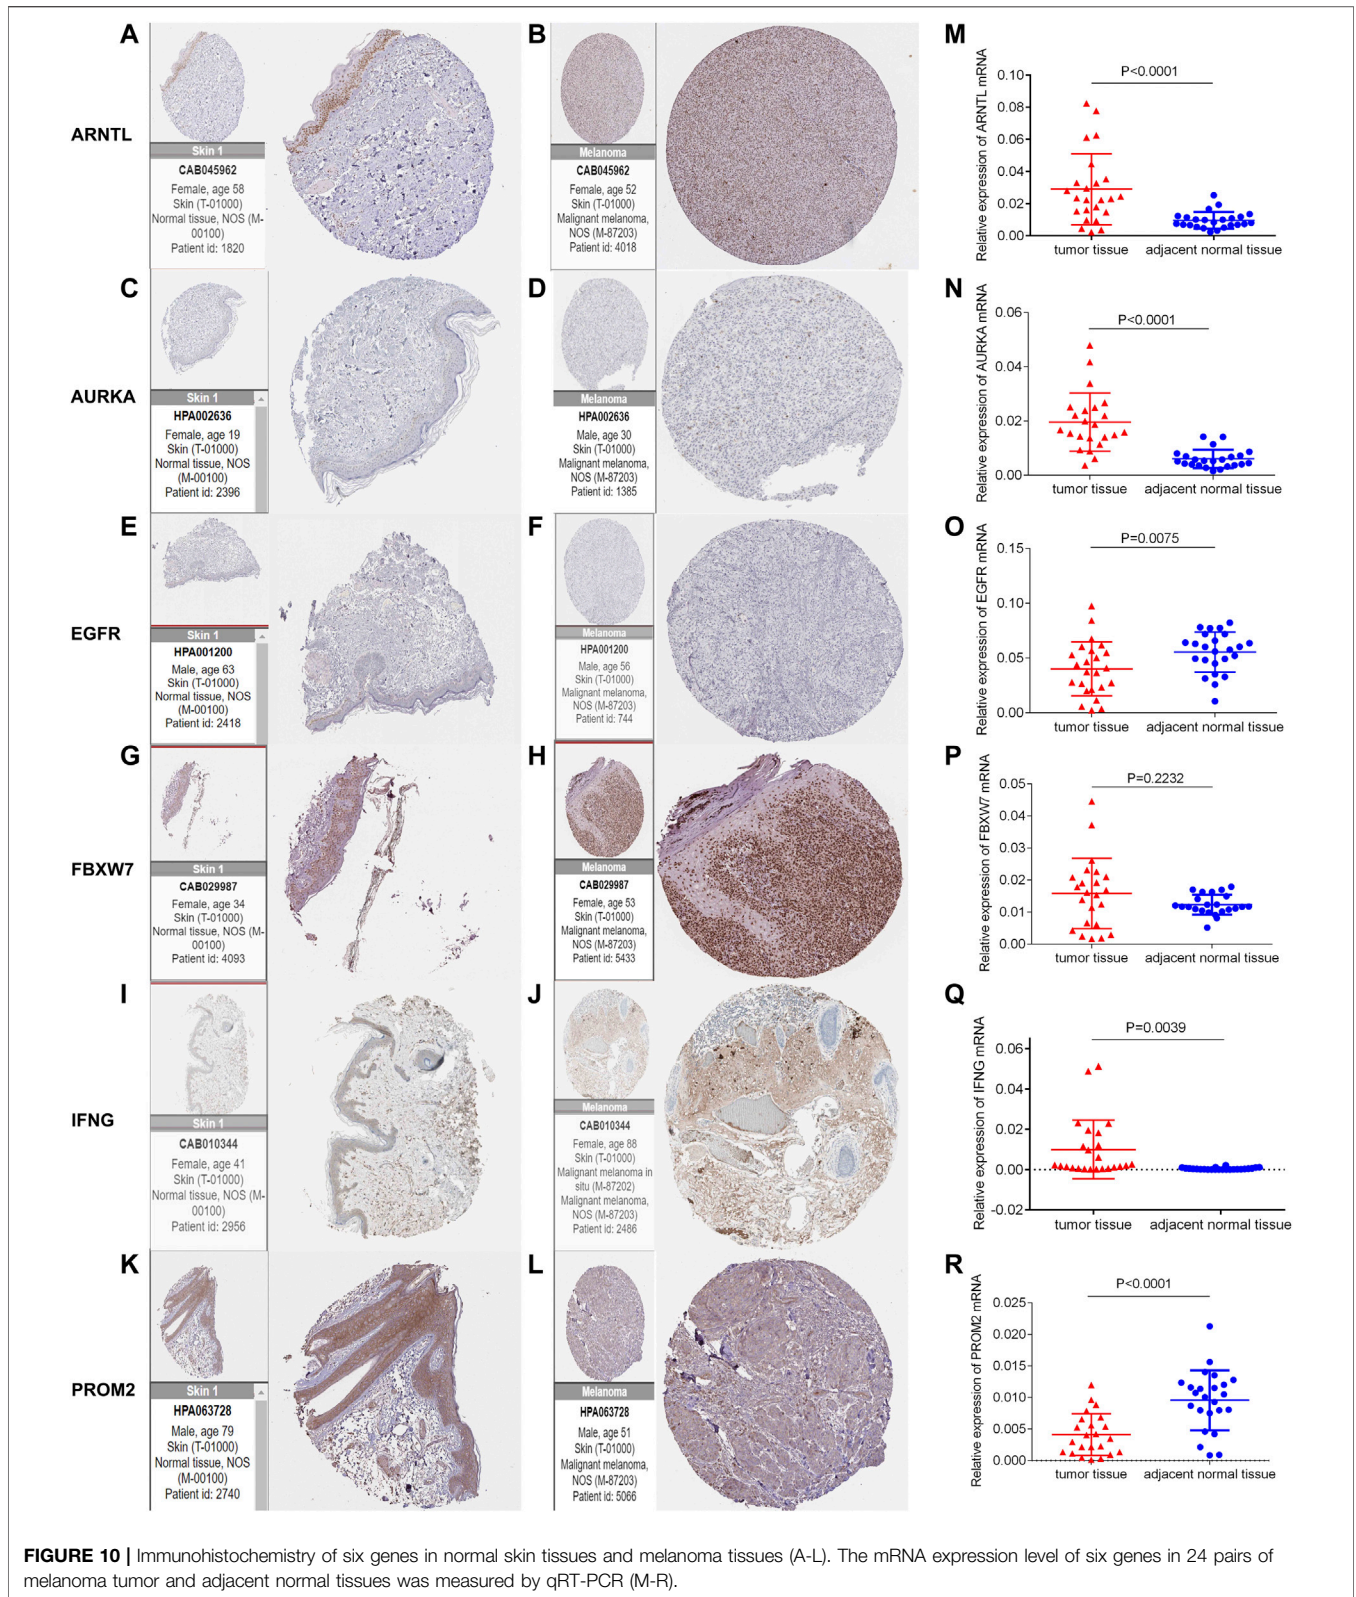 A
Skin 1
CAB045962
Female, age 58
Skin (T-01000)
Normal tissue, NOS (M-
00100)
Patient id: 1820
ARNTL
B
Melanoma
CAB045962
Female, age 52
Skin (T-01000)
Malignant melanoma,
NOS (M-87203)
Patient id: 4018
M
P<0.0001
Relative expression of ARNTL mRNA
0.10
0.08
0.06
0.04
0.02
0.00
tumor tissue
adjacent normal tissue
C
Skin 1
HPA002636
Female, age 19
Skin (T-01000)
Normal tissue, NOS
(M-00100)
Patient id: 2396
AURKA
D
Melanoma
HPA002636
Male, age 30
Skin (T-01000)
Malignant melanoma,
NOS (M-87203)
Patient id: 1385
N
P<0.0001
Relative expression of AURKA mRNA
0.06
0.04
0.02
0.00
tumor tissue
adjacent normal tissue
E
Skin 1
HPA001200
Male, age 63
Skin (T-01000)
Normal tissue, NOS
(M-00100)
Patient id: 2418
EGFR
F
Melanoma
HPA001200
Male, age 56
Skin (T-01000)
Malignant melanoma,
NOS (M-87203)
Patient id: 744
O
P=0.0075
Relative expression of EGFR mRNA
0.15
0.10
0.05
0.00
tumor tissue
adjacent normal tissue
G
Skin 1
CAB029987
Female, age 34
Skin (T-01000)
Normal tissue, NOS (M-
00100)
Patient id: 4093
FBXW7
H
Melanoma
CAB029987
Female, age 53
Skin (T-01000)
Malignant melanoma,
NOS (M-87203)
Patient id: 5433
P
P=0.2232
Relative expression of FBXW7 mRNA
0.05
0.04
0.03
0.02
0.01
0.00
tumor tissue
adjacent normal tissue
I
Skin 1
CAB010344
Female, age 41
Skin (T-01000)
Normal tissue, NOS (M-
00100)
Patient id: 2956
IFNG
J
Melanoma
CAB010344
Female, age 88
Skin (T-01000)
Malignant melanoma in
situ (M-87202)
Malignant melanoma,
NOS (M-87203)
Patient id: 2486
Q
P=0.0039
Relative expression of IFNG mRNA
0.06
0.04
0.02
0.00
-0.02
tumor tissue
adjacent normal tissue
K
Skin 1
HPA063728
Male, age 79
Skin (T-01000)
Normal tissue, NOS
(M-00100)
Patient id: 2740
PROM2
L
Melanoma
HPA063728
Male, age 51
Skin (T-01000)
Malignant melanoma,
NOS (M-87203)
Patient id: 5066
R
P<0.0001
Relative expression of PROM2 mRNA
0.025
0.020
0.015
0.010
0.005
0.000
tumor tissue
adjacent normal tissue
FIGURE 10 | Immunohistochemistry of six genes in normal skin tissues and melanoma tissues (A-L). The mRNA expression level of six genes in 24 pairs of
melanoma tumor and adjacent normal tissues was measured by qRT-PCR (M-R).